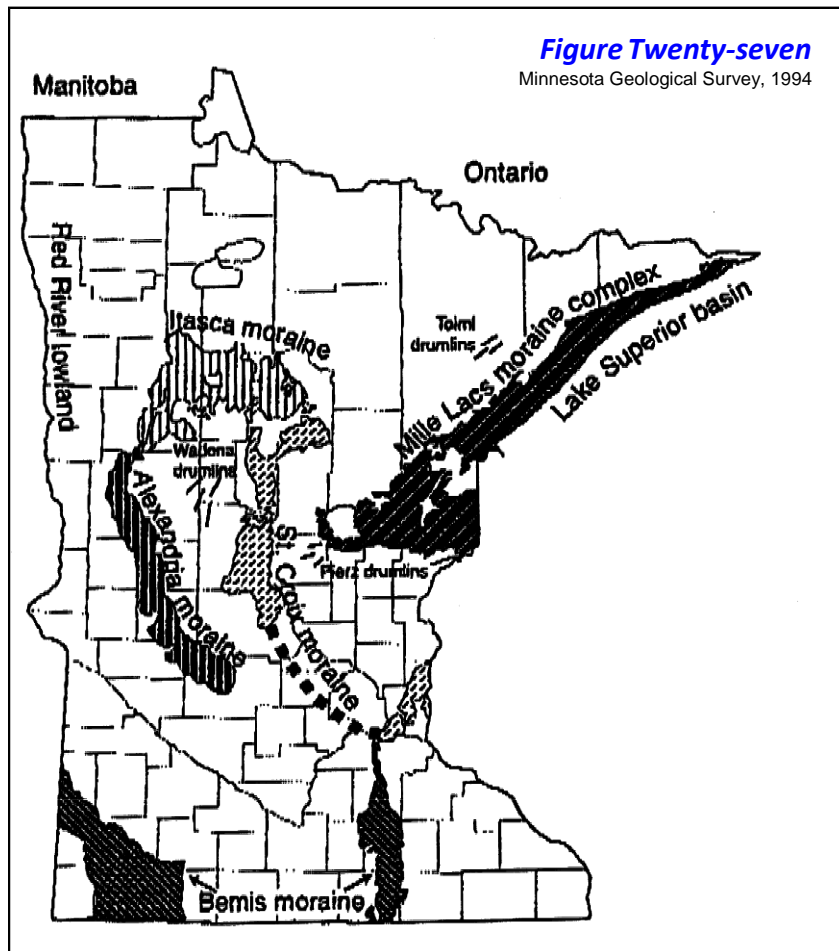 Figure Twenty-seven
Minnesota Geological Survey, 1994
Manitoba
Ontario
Red River lowland
Itasca moraine
Toimi
drumlins
Mille Lacs moraine complex
Lake Superior basin
Wadena
drumlins
Alexandria moraine
St. Croix moraine
Pierz drumlins
Bemis moraine